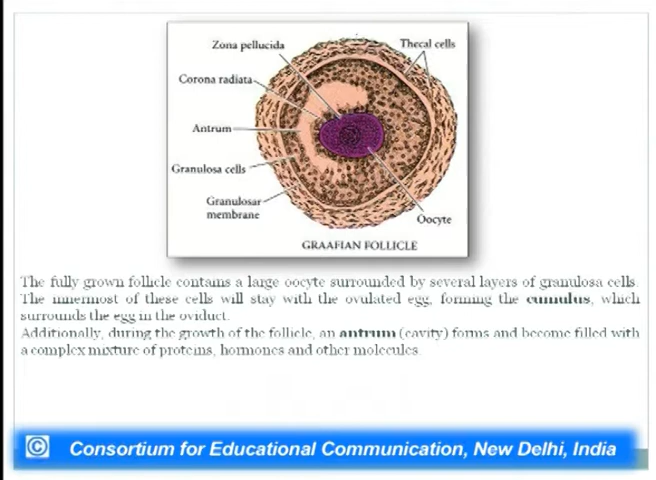 Zona pellucida
Thecal cells
Corona radiata
Antrum
Granulosa cells
Granulosar
membrane
Oocyte
GRAAFIAN FOLLICLE
The fully grown follicle contains a large oocyte surrounded by several layers of granulosa cells.
The innermost of these cells will stay with the ovulated egg, forming the cumulus, which
surrounds the egg in the oviduct.
Additionally, during the growth of the follicle, an antrum (cavity) forms and become filled with
a complex mixture of proteins, hormones and other molecules.
© Consortium for Educational Communication, New Delhi, India